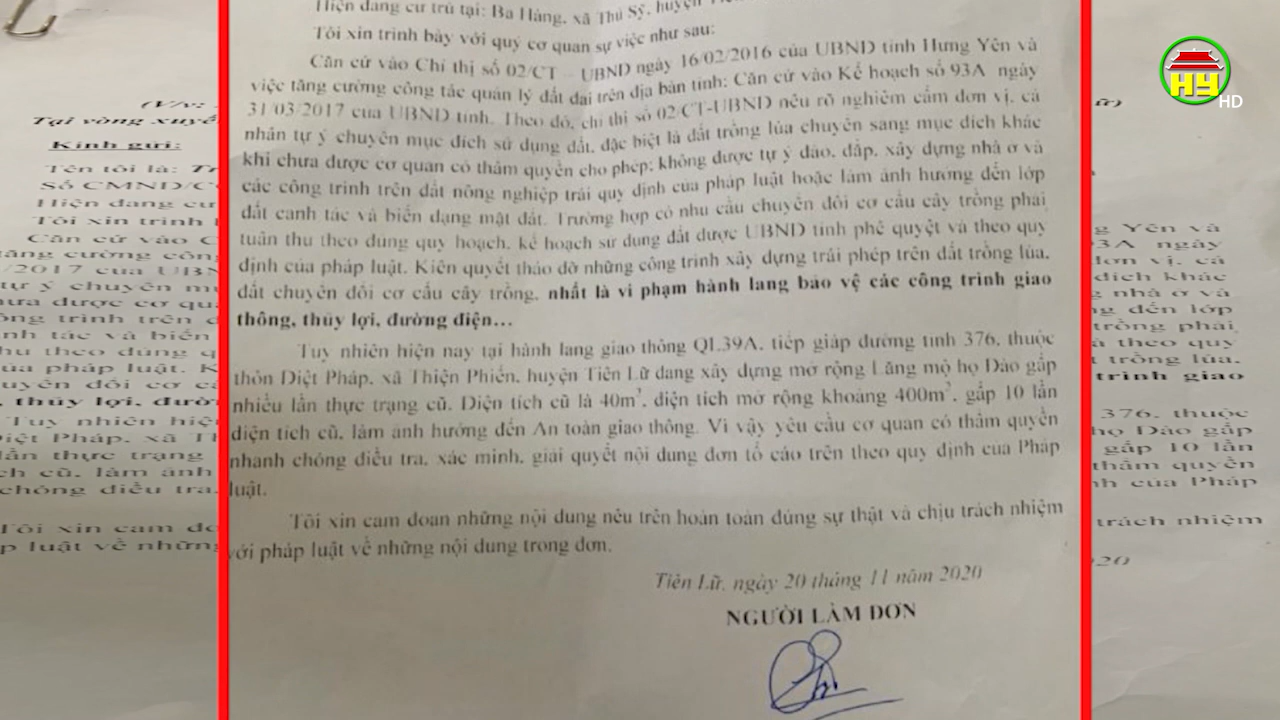 Hiện đang cư trú tại: Ba Hàng, xã Thủ Sỹ, huyện
Tôi xin trình bày với quý cơ quan sự việc như sau:
Căn cứ vào Chỉ thị số 02/CT – UBND ngày 16/02/2016 của UBND tỉnh Hưng Yên và
việc tăng cường công tác quản lý đất đai trên địa bàn tỉnh; Căn cứ vào Kế hoạch số 93A ngày
31/03/2017 của UBND tỉnh. Theo đó, chỉ thị số 02/CT-UBND nêu rõ nghiêm cấm đơn vị, cá
nhân tự ý chuyển mục đích sử dụng đất, đặc biệt là đất trồng lúa chuyển sang mục đích khác
khi chưa được cơ quan có thẩm quyền cho phép; không được tự ý đào, đắp, xây dựng nhà ở và
các công trình trên đất nông nghiệp trái quy định của pháp luật hoặc làm ảnh hưởng đến lớp
đất canh tác và biến dạng mặt đất. Trường hợp có nhu cầu chuyển đổi cơ cấu cây trồng phải
tuân thủ theo đúng quy hoạch, kế hoạch sử dụng đất được UBND tỉnh phê quyệt và theo quy
định của pháp luật. Kiên quyết tháo dỡ những công trình xây dựng trái phép trên đất trồng lúa,
đất chuyển đổi cơ cấu cây trồng, nhất là vi phạm hành lang bảo vệ các công trình giao
thông, thủy lợi, đường điện...
Tuy nhiên hiện nay tại hành lang giao thông QL39A, tiếp giáp đường tỉnh 376, thuộc
thôn Diệt Pháp, xã Thiện Phiến, huyện Tiên Lữ đang xây dựng mở rộng Lăng mộ họ Đào gấp
nhiều lần thực trạng cũ. Diện tích cũ là 40m², diện tích mở rộng khoảng 400m², gấp 10 lần
diện tích cũ, làm ảnh hưởng đến An toàn giao thông. Vì vậy yêu cầu cơ quan có thẩm quyền
nhanh chóng điều tra, xác minh, giải quyết nội dung đơn tố cáo trên theo quy định của Pháp
luật.
Tôi xin cam đoan những nội dung nêu trên hoàn toàn đúng sự thật và chịu trách nhiệm
với pháp luật về những nội dung trong đơn.
Tiên Lữ, ngày 20 tháng 11 năm 2020
NGƯỜI LÀM ĐƠN
HY HD